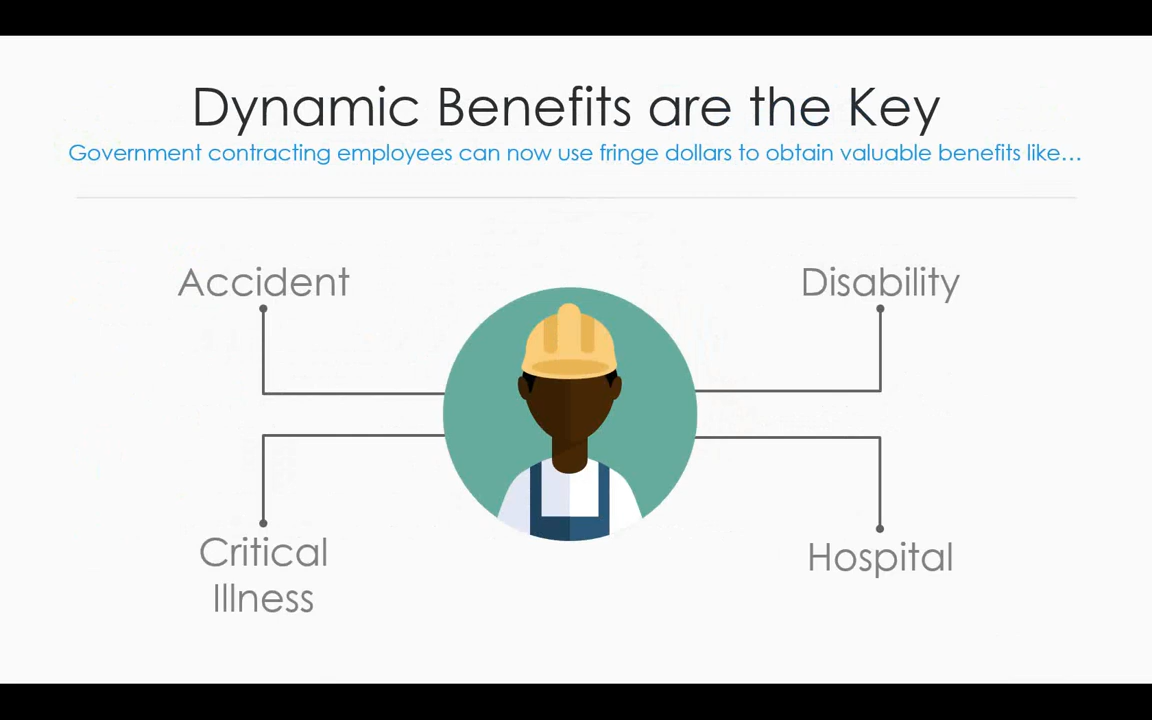 Dynamic Benefits are the Key
Government contracting employees can now use fringe dollars to obtain valuable benefits like...
Accident
Disability
Critical
Illness
Hospital